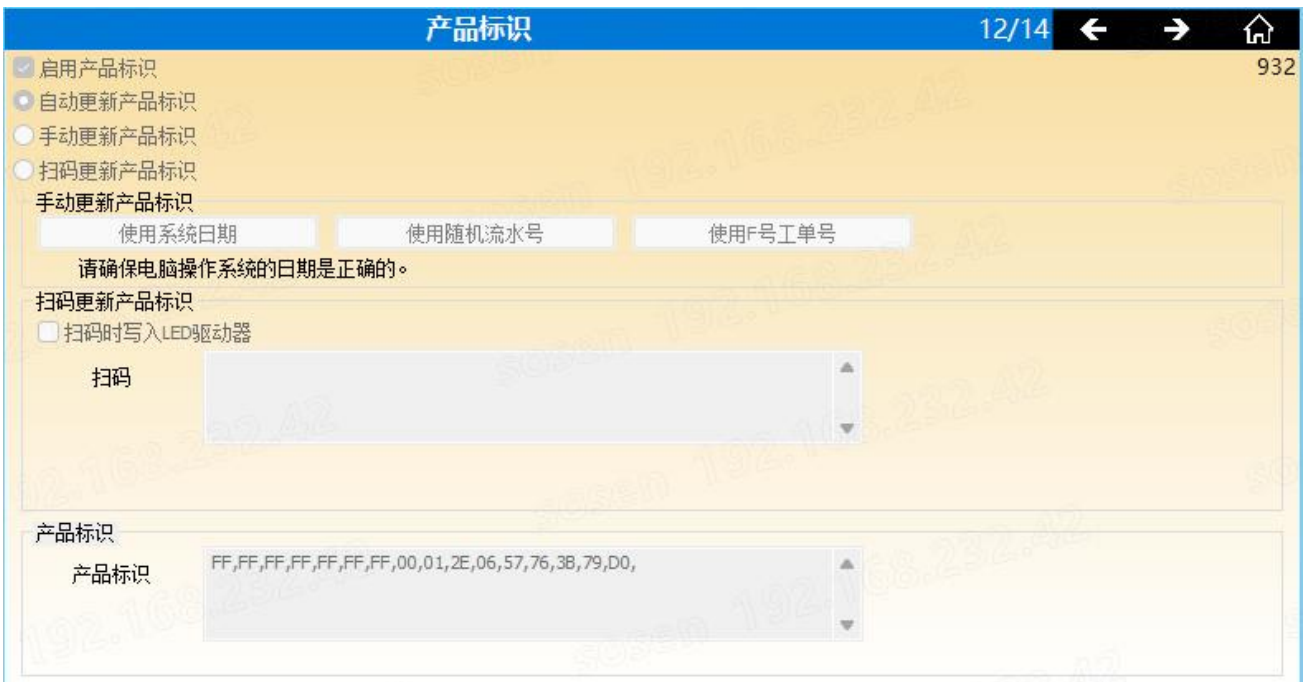 产品标识 12/14
启用产品标识 932
自动更新产品标识
手动更新产品标识
扫码更新产品标识
手动更新产品标识
使用系统日期 使用随机流水号 使用F号工单号
请确保电脑操作系统的日期是正确的。
扫码更新产品标识
扫码时写入LED驱动器
扫码
产品标识
产品标识 FF,FF,FF,FF,FF,FF,FF,00,01,2E,06,57,76,3B,79,D0,
sosen 192.168.232.42